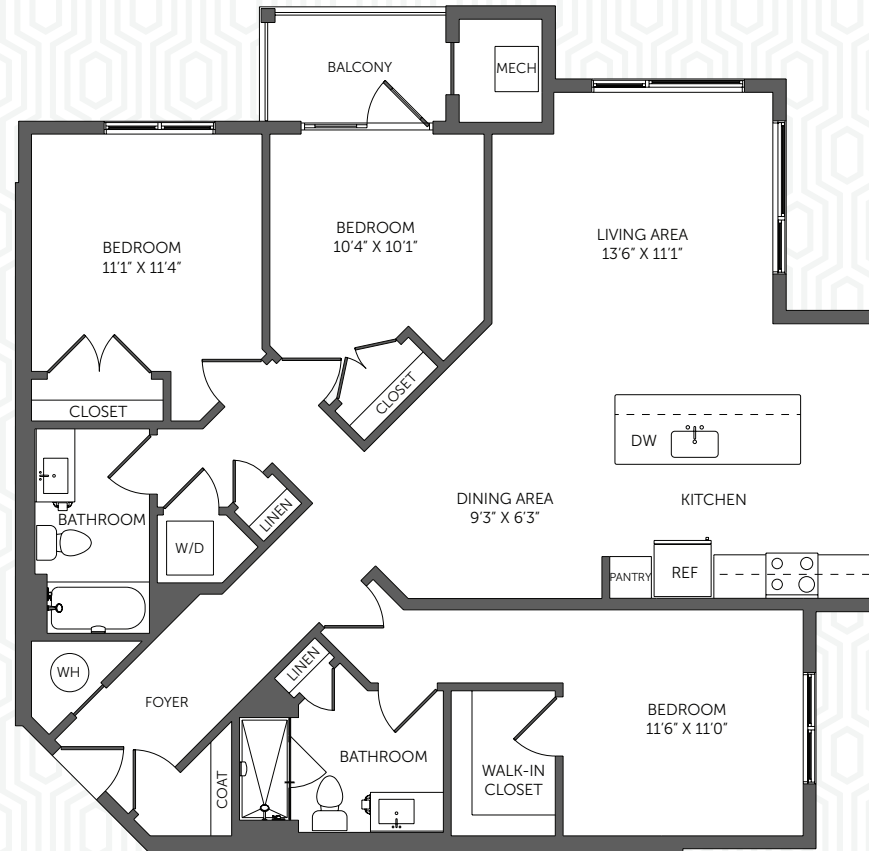 BALCONY
MECH
BEDROOM
11'1" X 11'4"
BEDROOM
10'4" X 10'1"
LIVING AREA
13'6" X 11'1"
CLOSET
CLOSET
DW
BATHROOM
LINEN
W/D
DINING AREA
9'3" X 6'3"
KITCHEN
PANTRY
REF
WH
FOYER
LINEN
BEDROOM
11'6" X 11'0"
BATHROOM
COAT
WALK-IN
CLOSET